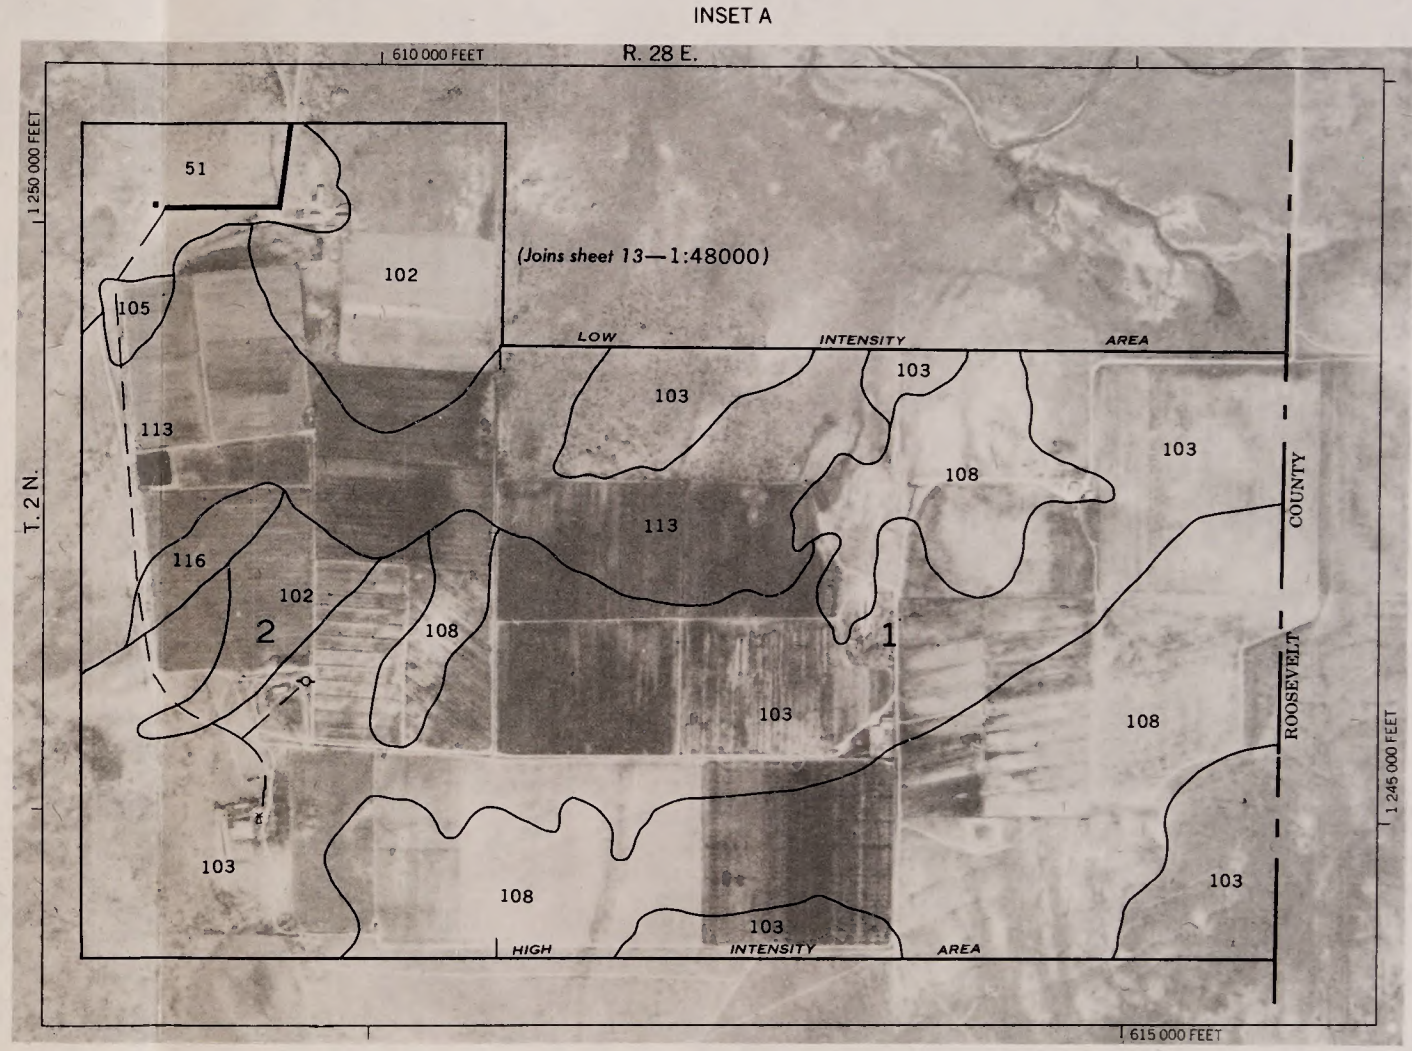 INSET A
610 000 FEET
R. 28 E.
1 250 000 FEET
51
102
(Joins sheet 13—1:48000)
105
LOW INTENSITY AREA
103
103
113
103
108
COUNTY
T. 2 N.
113
116
102
2
108
1
ROOSEVELT
103
108
1 245 000 FEET
103
108
103
103
HIGH INTENSITY AREA
615 000 FEET